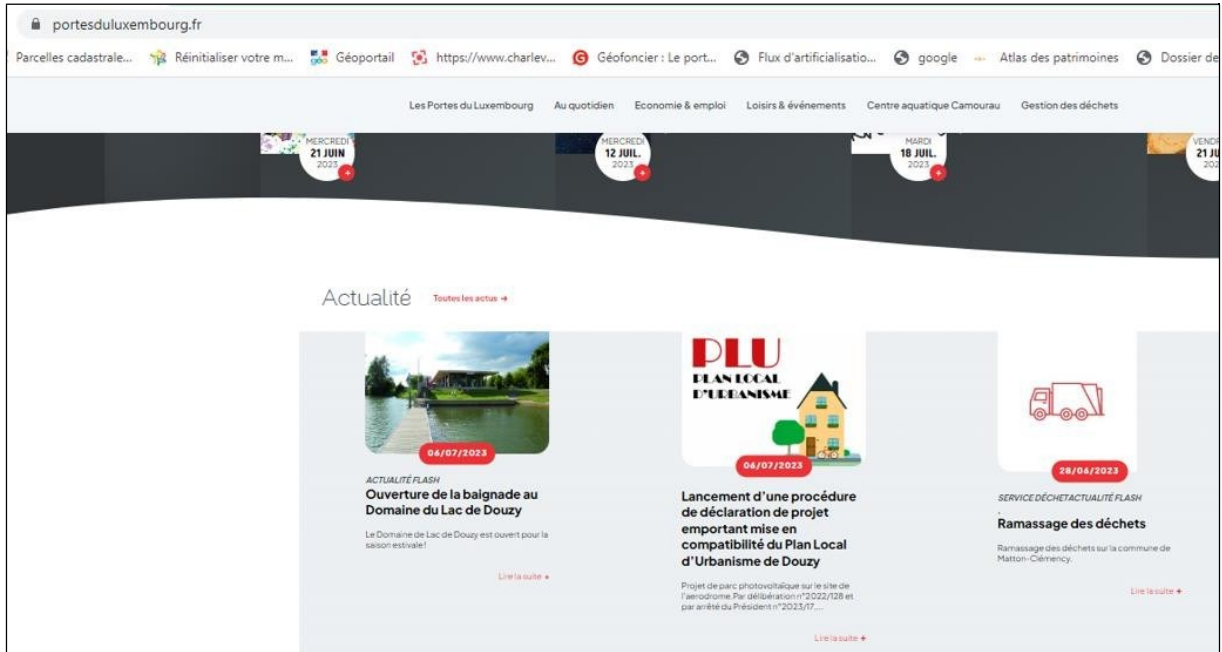 portesduluxembourg.fr
Parcelles cadastrale... Réinitialiser votre m... Géoportail https://www.charlev... Géofoncier : Le port... Flux d'artificialisatio... google Atlas des patrimoines Dossier de
Les Portes du Luxembourg Au quotidien Economie & emploi Loisirs & événements Centre aquatique Camourau Gestion des déchets
MERCREDI
21 JUIN
2023
+
MERCREDI
12 JUIL.
2023
+
MARDI
18 JUIL.
2023
+
VENDR
21 JU
202
Actualité Toutes les actus →
06/07/2023
ACTUALITÉ FLASH
Ouverture de la baignade au
Domaine du Lac de Douzy
Le Domaine de Lac de Douzy est ouvert pour la
saison estivale!
Lire la suite +
PLU
PLAN LOCAL
D'URBANISME
06/07/2023
Lancement d'une procédure
de déclaration de projet
emportant mise en
compatibilité du Plan Local
d'Urbanisme de Douzy
Projet de parc photovoltaïque sur le site de
l'aerodrome.Par délibération n°2022/128 et
par arrêté du Président n°2023/17,...
Lire la suite +
28/06/2023
SERVICE DÉCHETACTUALITÉ FLASH
.
Ramassage des déchets
Ramassage des déchets sur la commune de
Matton-Clémency.
Lire la suite +